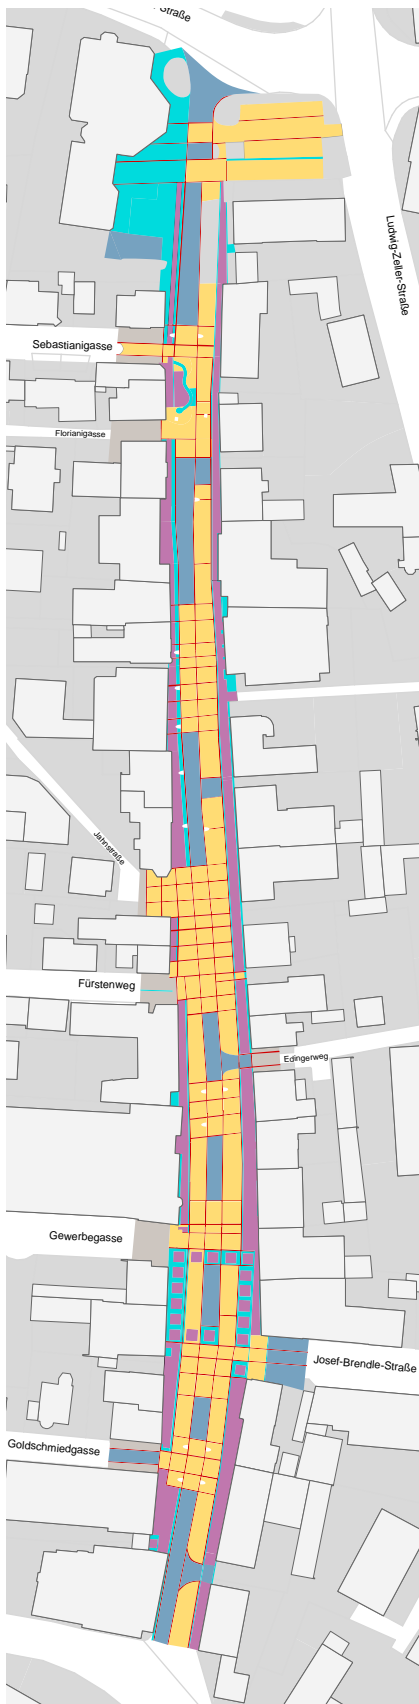 Straße
Ludwig-Zeller-Straße
Sebastianigasse
Florianigasse
Jahnstraße
Fürstenweg
Edingerweg
Gewerbegasse
Josef-Brendle-Straße
Goldschmiedgasse